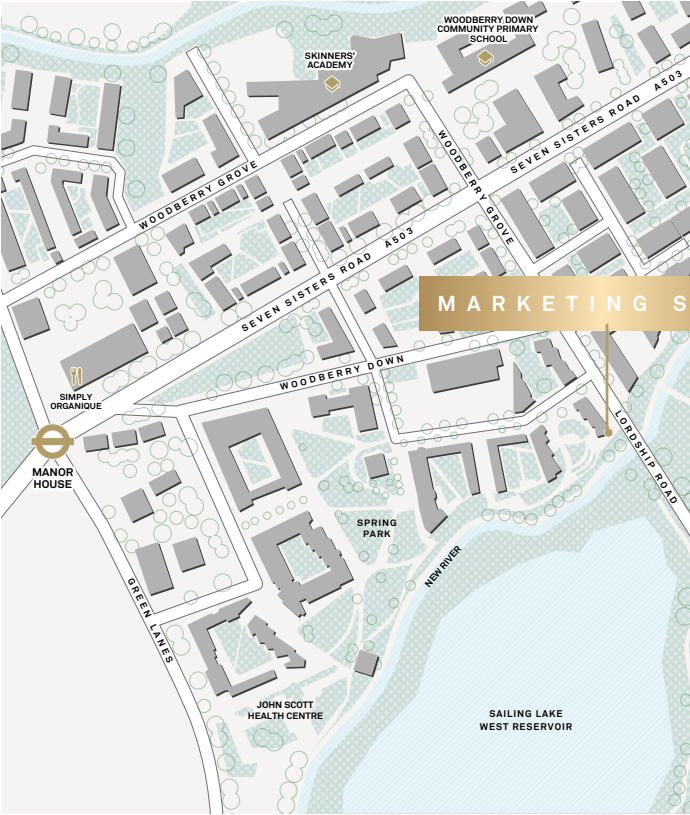 WOODBERRY DOWN
COMMUNITY PRIMARY
SCHOOL
SKINNERS'
ACADEMY
SEVEN SISTERS ROAD A503
WOODBERRY GROVE
WOODBERRY GROVE
SEVEN SISTERS ROAD A503
MARKETING S
WOODBERRY DOWN
SIMPLY
ORGANIQUE
MANOR
HOUSE
LORDSHIP ROAD
SPRING
PARK
NEW RIVER
GREEN LANES
JOHN SCOTT
HEALTH CENTRE
SAILING LAKE
WEST RESERVOIR